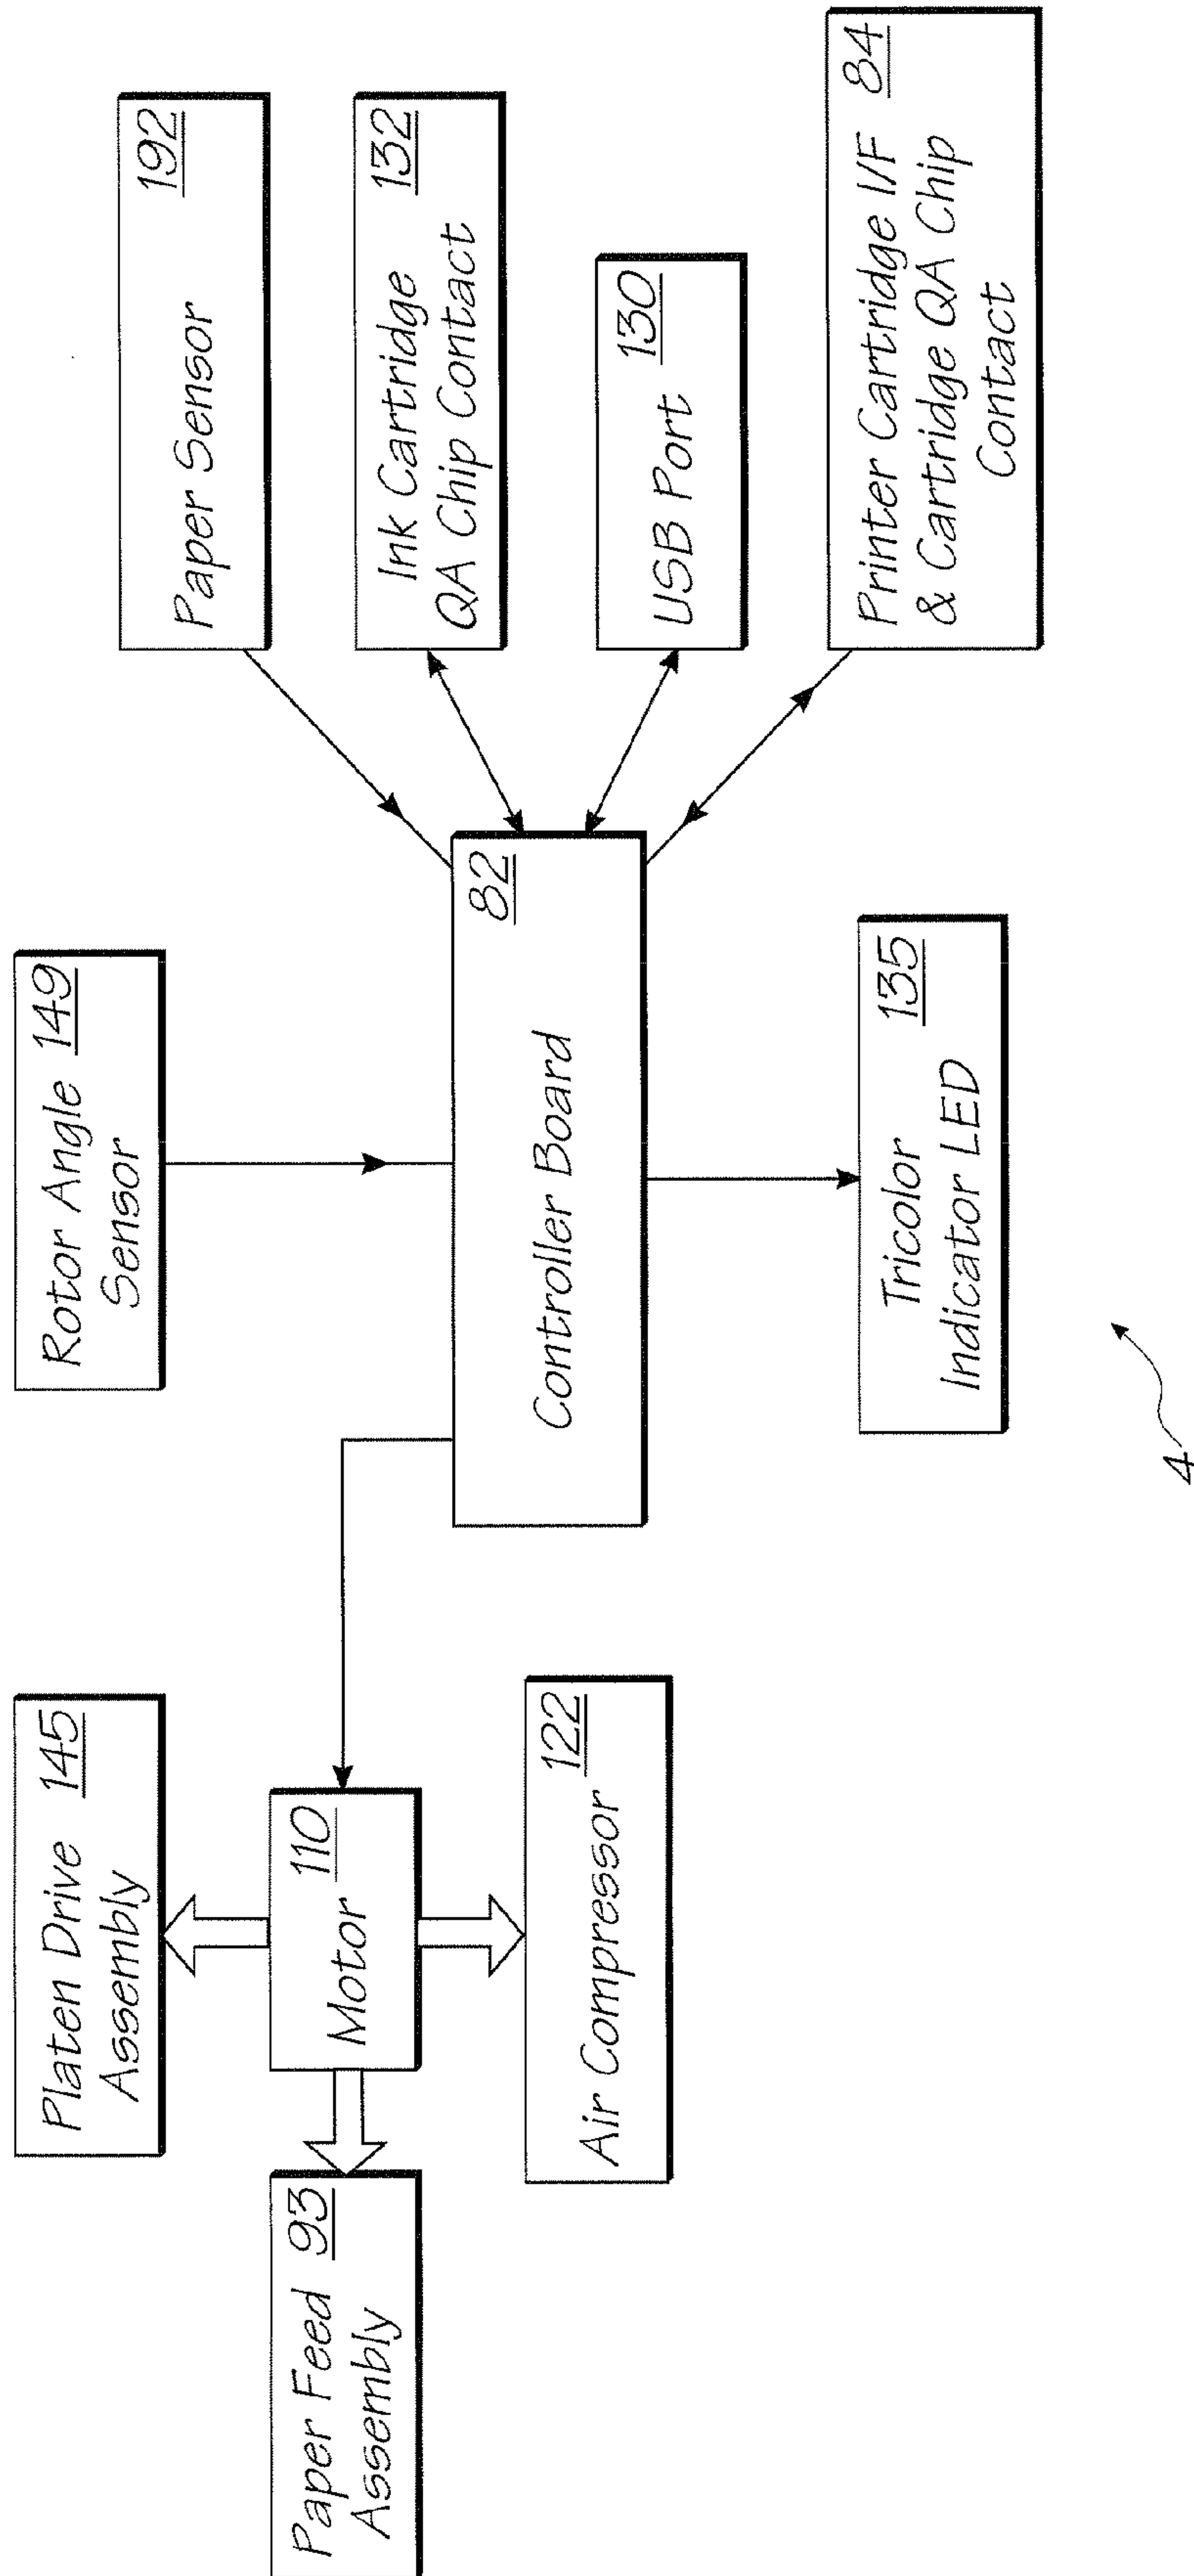 Platen Drive 145
Assembly
Rotor Angle 149
Sensor
Paper Sensor 192
Paper Feed 93
Assembly
110
Motor
Ink Cartridge 132
QA Chip Contact
82
Controller Board
122
Air Compressor
130
USB Port
Tricolor 135
Indicator LED
Printer Cartridge I/F 84
& Cartridge QA Chip
Contact
4